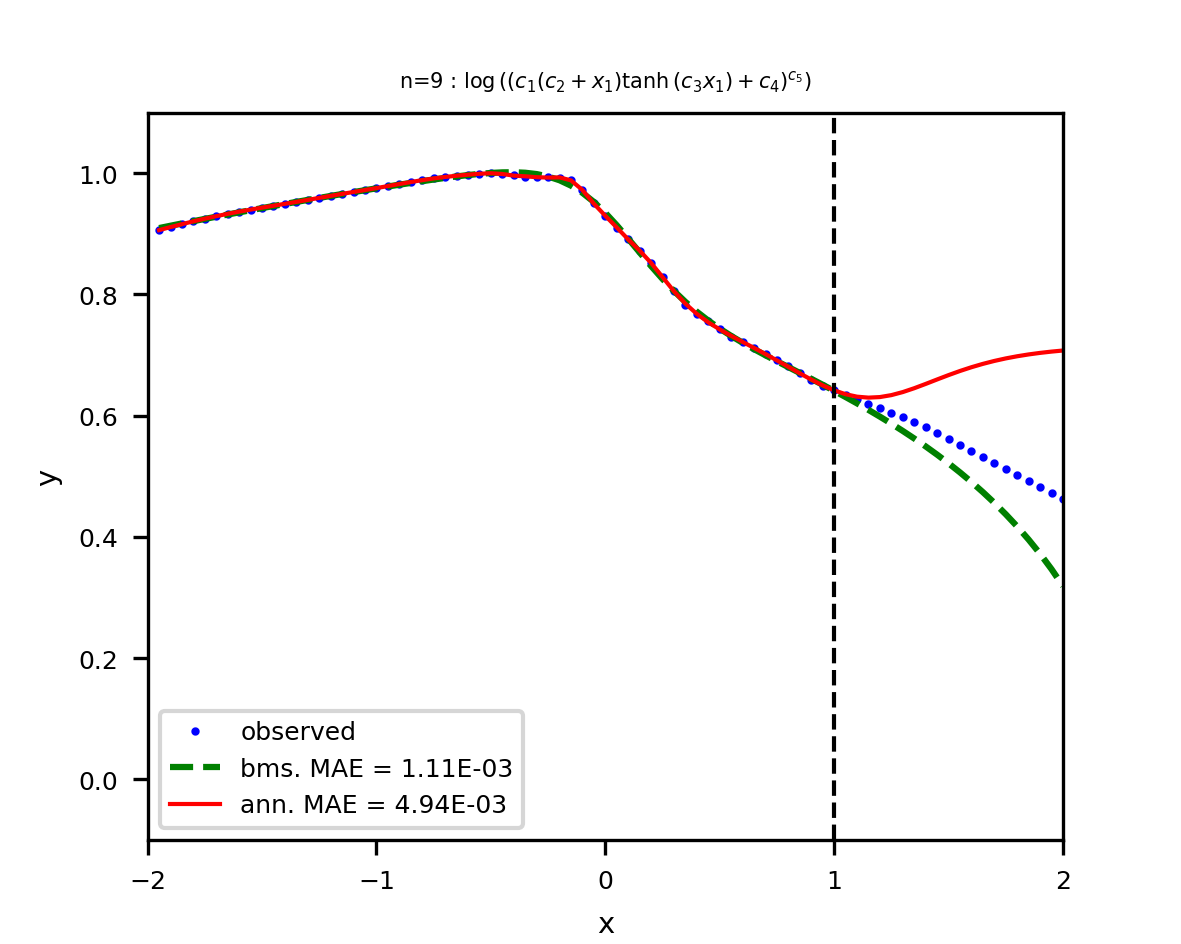 n=9 : log ((c₁(c₂ + x₁)tanh (c₃x₁) + c₄)^c₅)
y
1.0
0.8
0.6
0.4
0.2
0.0
observed
bms. MAE = 1.11E-03
ann. MAE = 4.94E-03
−2
−1
0
1
2
x